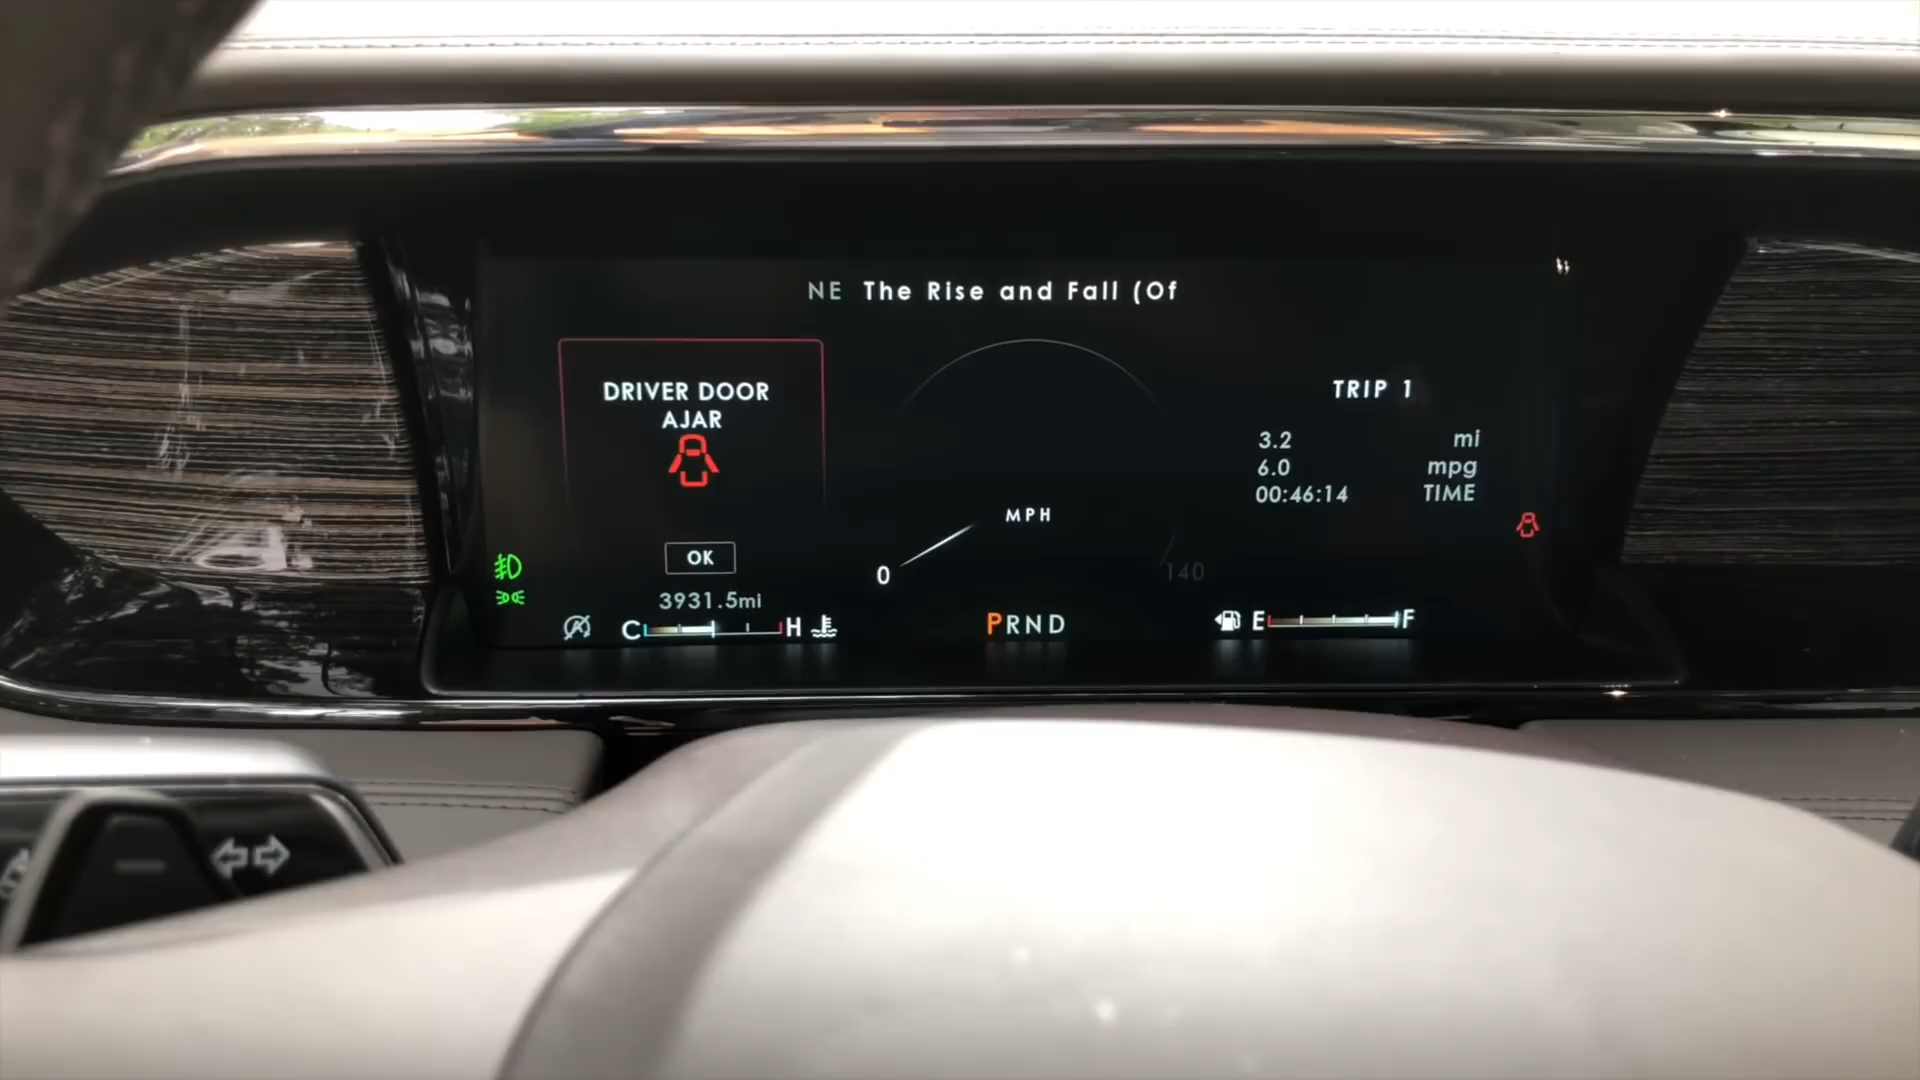 NE The Rise and Fall (Of
DRIVER DOOR
AJAR
OK
3931.5mi
C H
MPH
0 140
PRND
TRIP 1
3.2 mi
6.0 mpg
00:46:14 TIME
E F